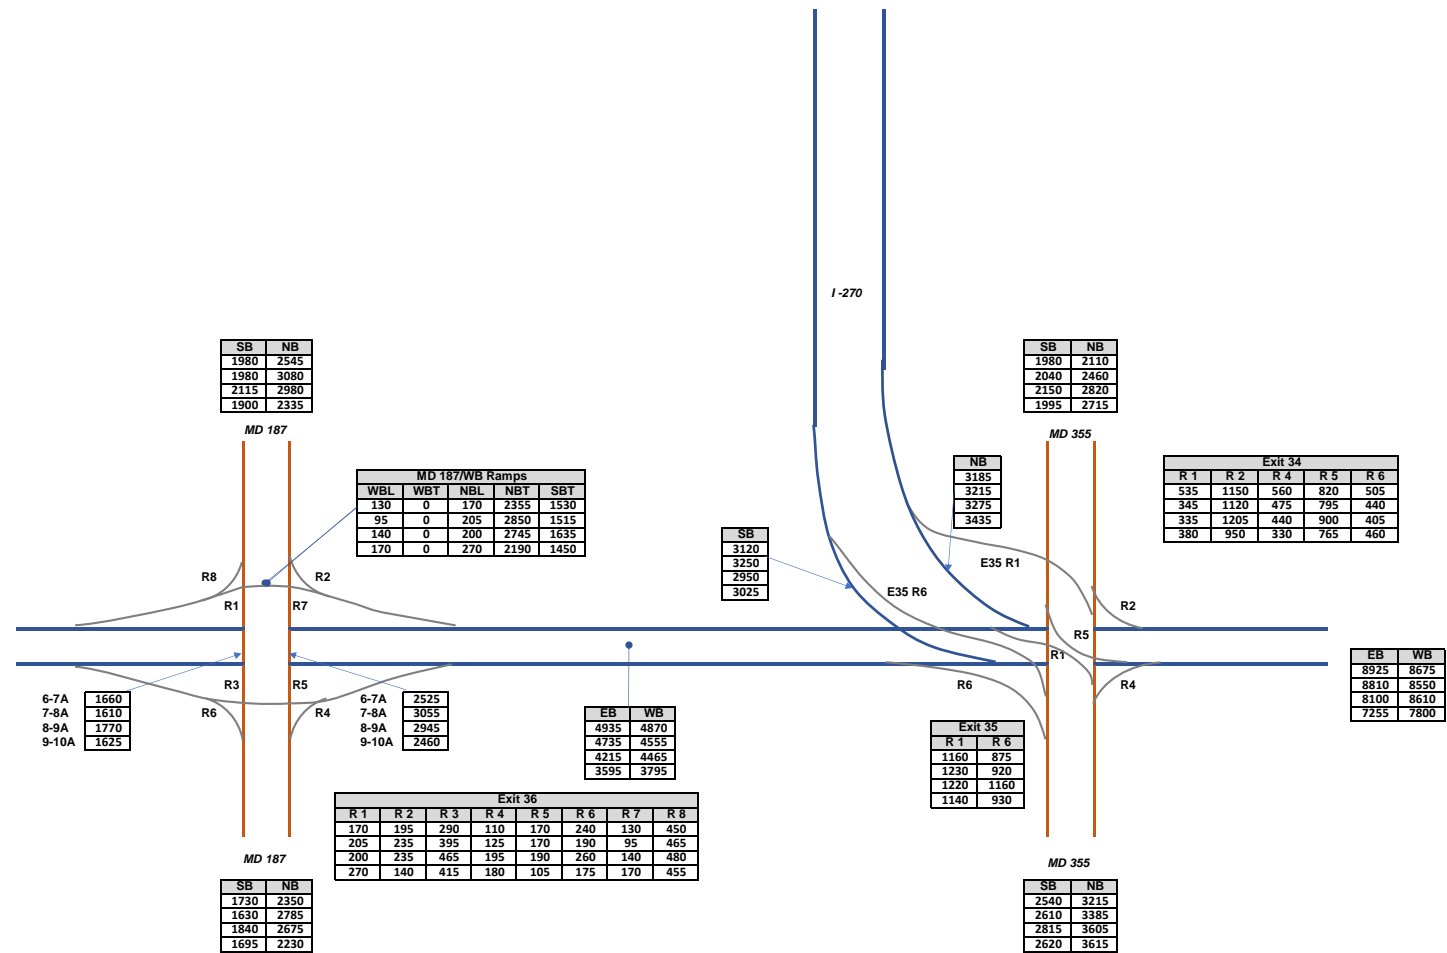 I -270
SB NB
1980 2545
1980 3080
2115 2980
1900 2335
MD 187
SB NB
1980 2110
2040 2460
2150 2820
1995 2715
MD 355
MD 187/WB Ramps
WBL WBT NBL NBT SBT
130 0 170 2355 1530
95 0 205 2850 1515
140 0 200 2745 1635
170 0 270 2190 1450
NB
3185
3215
3275
3435
Exit 34
R 1 R 2 R 4 R 5 R 6
535 1150 560 820 505
345 1120 475 795 440
335 1205 440 900 405
380 950 330 765 460
SB
3120
3250
2950
3025
R8
R2
R1
R7
E35 R1
E35 R6
R2
R5
R1
R6
R4
R3
R5
R6
R4
6-7A 1660
7-8A 1610
8-9A 1770
9-10A 1625
6-7A 2525
7-8A 3055
8-9A 2945
9-10A 2460
EB WB
4935 4870
4735 4555
4215 4465
3595 3795
EB WB
8925 8675
8810 8550
8100 8610
7255 7800
Exit 35
R 1 R 6
1160 875
1230 920
1220 1160
1140 930
Exit 36
R 1 R 2 R 3 R 4 R 5 R 6 R 7 R 8
170 195 290 110 170 240 130 450
205 235 395 125 170 190 95 465
200 235 465 195 190 260 140 480
270 140 415 180 105 175 170 455
MD 187
SB NB
1730 2350
1630 2785
1840 2675
1695 2230
MD 355
SB NB
2540 3215
2610 3385
2815 3605
2620 3615